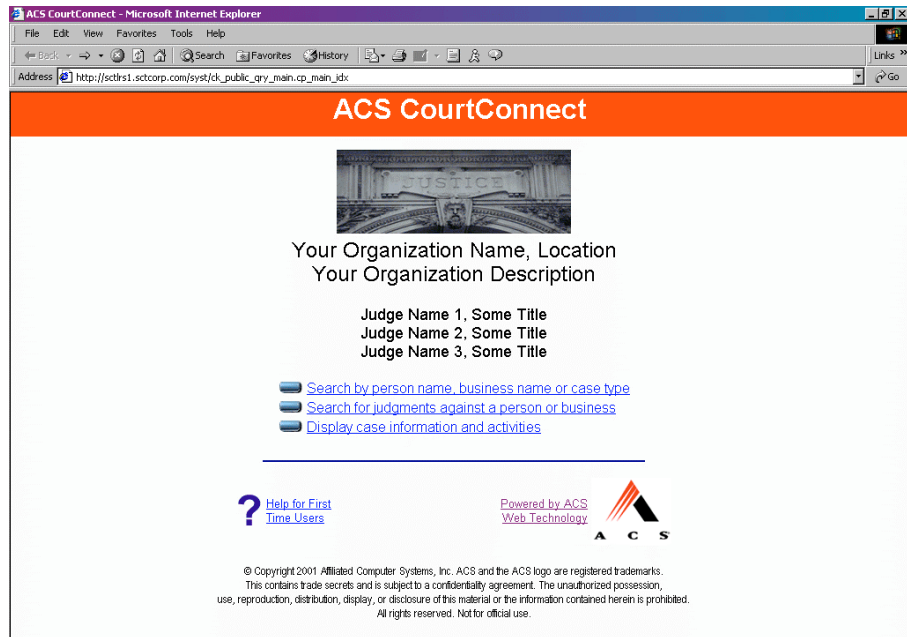 ACS CourtConnect - Microsoft Internet Explorer
File Edit View Favorites Tools Help
Back Search Favorites History Links »
Address http://sctlrs1.sctcorp.com/syst/ck_public_qry_main.cp_main_idx Go
ACS CourtConnect
JUSTICE
Your Organization Name, Location
Your Organization Description
Judge Name 1, Some Title
Judge Name 2, Some Title
Judge Name 3, Some Title
Search by person name, business name or case type
Search for judgments against a person or business
Display case information and activities
? Help for First
Time Users
Powered by ACS
Web Technology
A C S
© Copyright 2001 Affiliated Computer Systems, Inc. ACS and the ACS logo are registered trademarks.
This contains trade secrets and is subject to a confidentiality agreement. The unauthorized possession,
use, reproduction, distribution, display, or disclosure of this material or the information contained herein is prohibited.
All rights reserved. Not for official use.